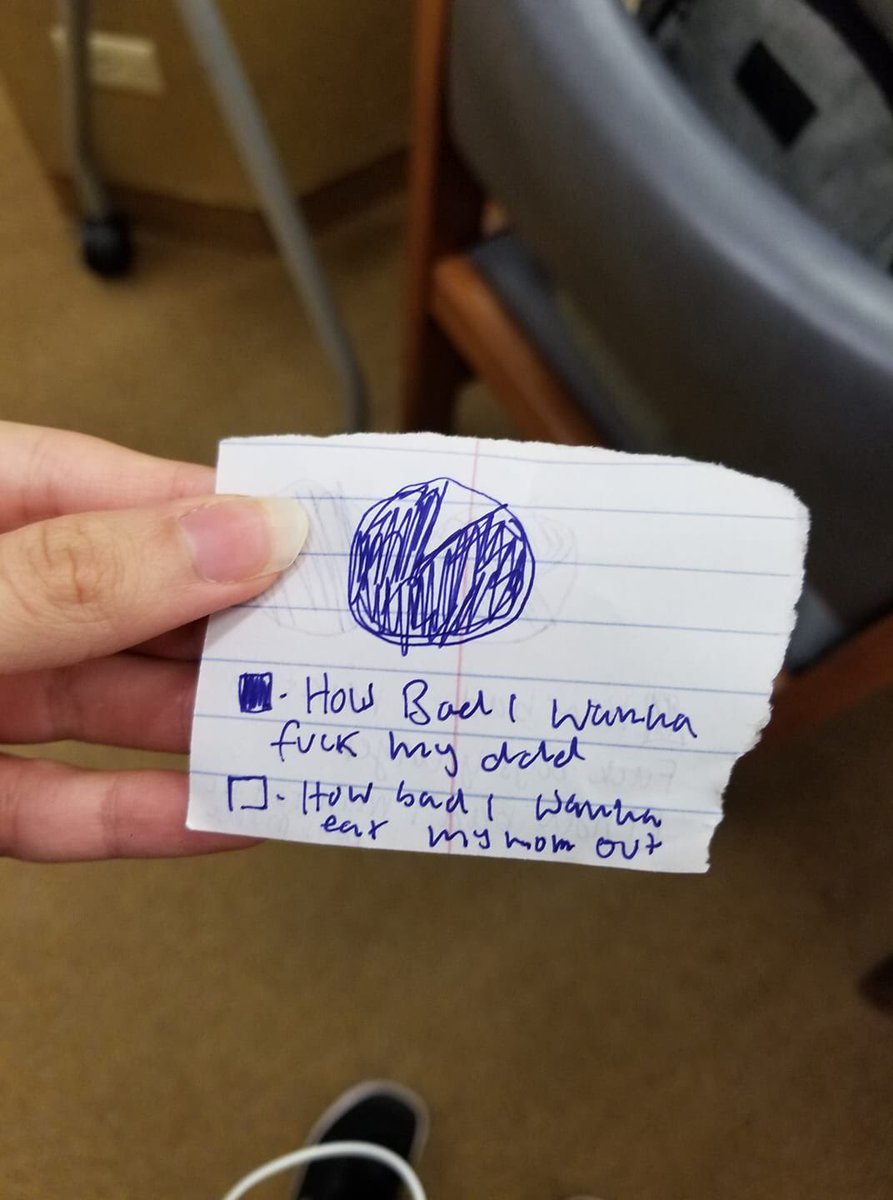 How Bad I wanna
fuck my dad
How bad I wanna
eat my mom out